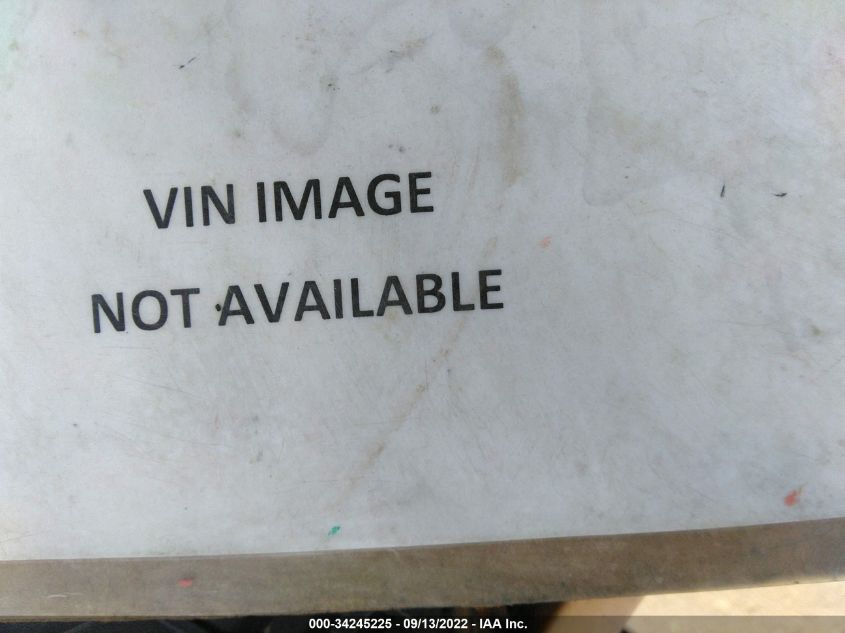 VIN IMAGE
NOT AVAILABLE
000-34245225 - 09/13/2022 - IAA Inc.